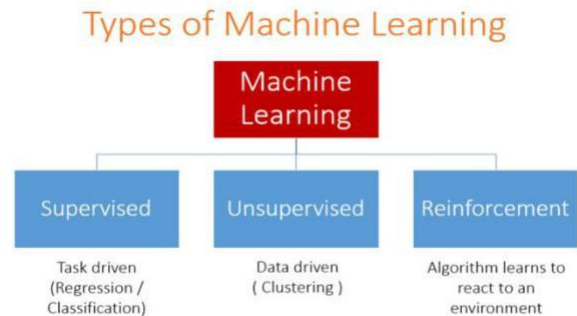 Types of Machine Learning
Machine
Learning
Supervised
Unsupervised
Reinforcement
Task driven
(Regression /
Classification)
Data driven
( Clustering )
Algorithm learns to
react to an
environment